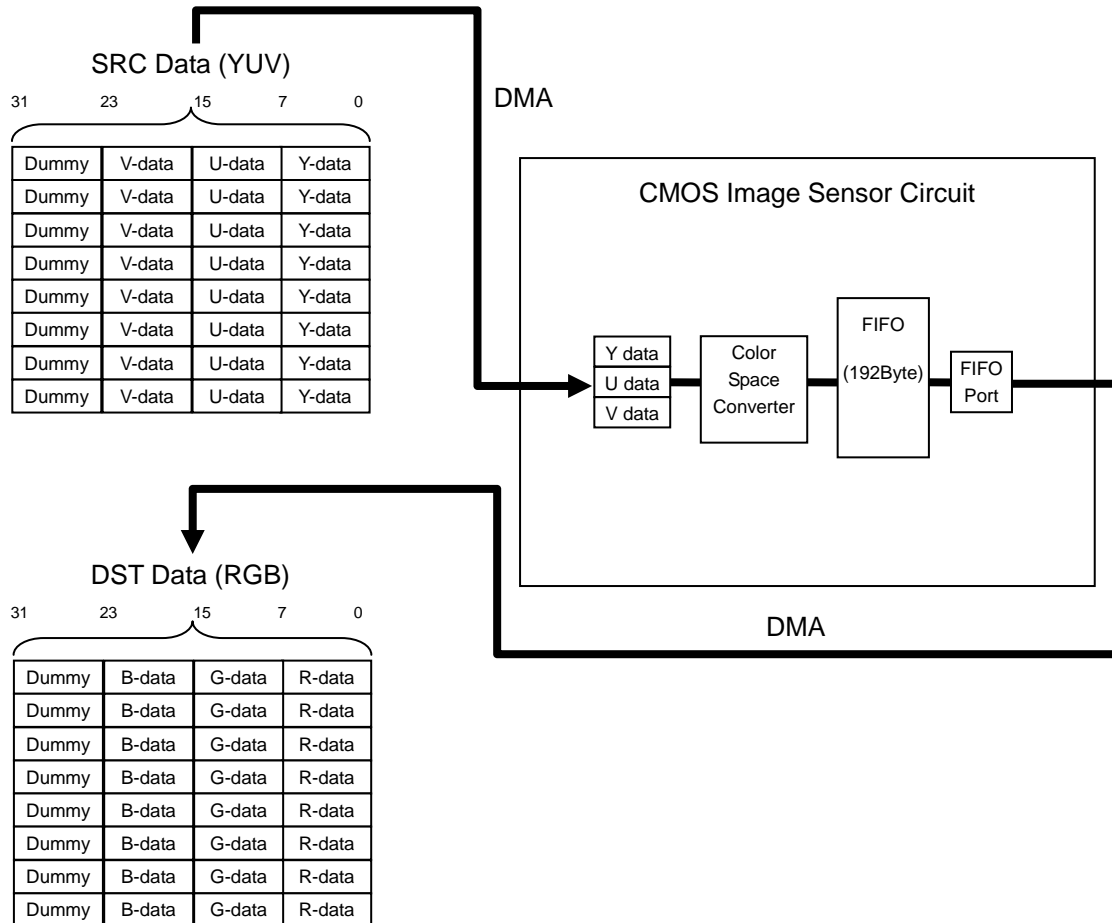 SRC Data (YUV)
31 23 15 7 0
Dummy V-data U-data Y-data
Dummy V-data U-data Y-data
Dummy V-data U-data Y-data
Dummy V-data U-data Y-data
Dummy V-data U-data Y-data
Dummy V-data U-data Y-data
Dummy V-data U-data Y-data
Dummy V-data U-data Y-data
DMA
CMOS Image Sensor Circuit
Y data
U data
V data
Color
Space
Converter
FIFO
(192Byte)
FIFO
Port
DMA
DST Data (RGB)
31 23 15 7 0
Dummy B-data G-data R-data
Dummy B-data G-data R-data
Dummy B-data G-data R-data
Dummy B-data G-data R-data
Dummy B-data G-data R-data
Dummy B-data G-data R-data
Dummy B-data G-data R-data
Dummy B-data G-data R-data